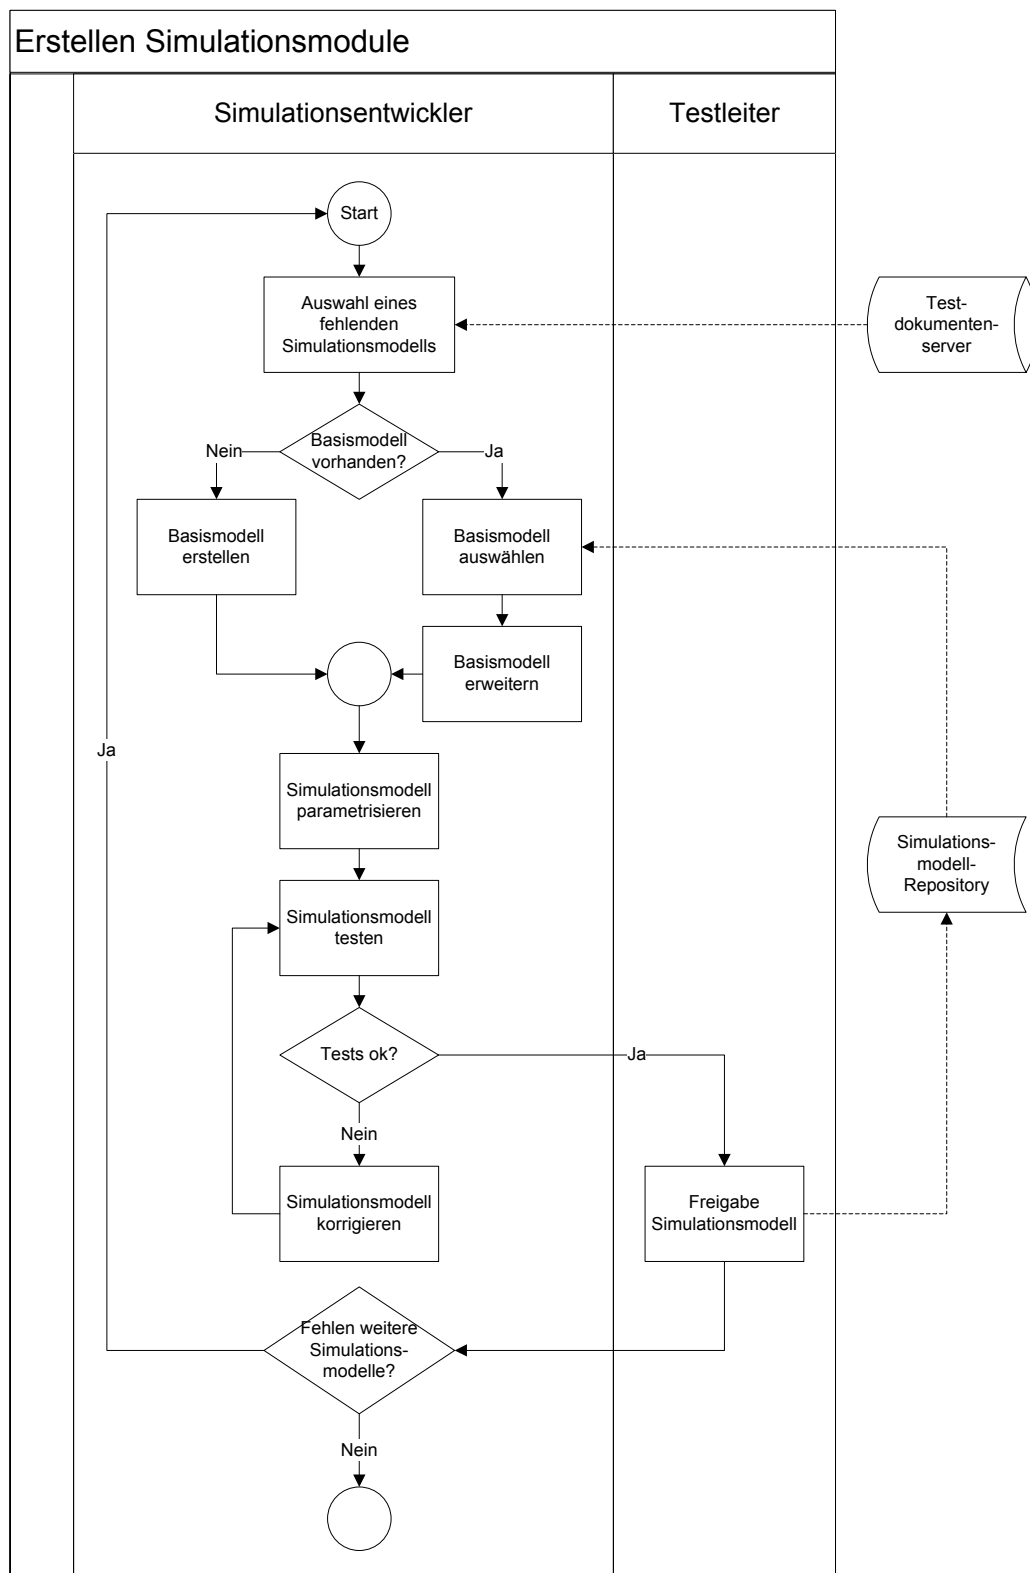 Erstellen Simulationsmodule
Simulationsentwickler
Testleiter
Start
Auswahl eines
fehlenden
Simulationsmodells
Test-
dokumenten-
server
Basismodell
vorhanden?
Nein
Ja
Basismodell
erstellen
Basismodell
auswählen
Basismodell
erweitern
Ja
Simulationsmodell
parametrisieren
Simulations-
modell-
Repository
Simulationsmodell
testen
Tests ok?
Ja
Nein
Simulationsmodell
korrigieren
Freigabe
Simulationsmodell
Fehlen weitere
Simulations-
modelle?
Nein